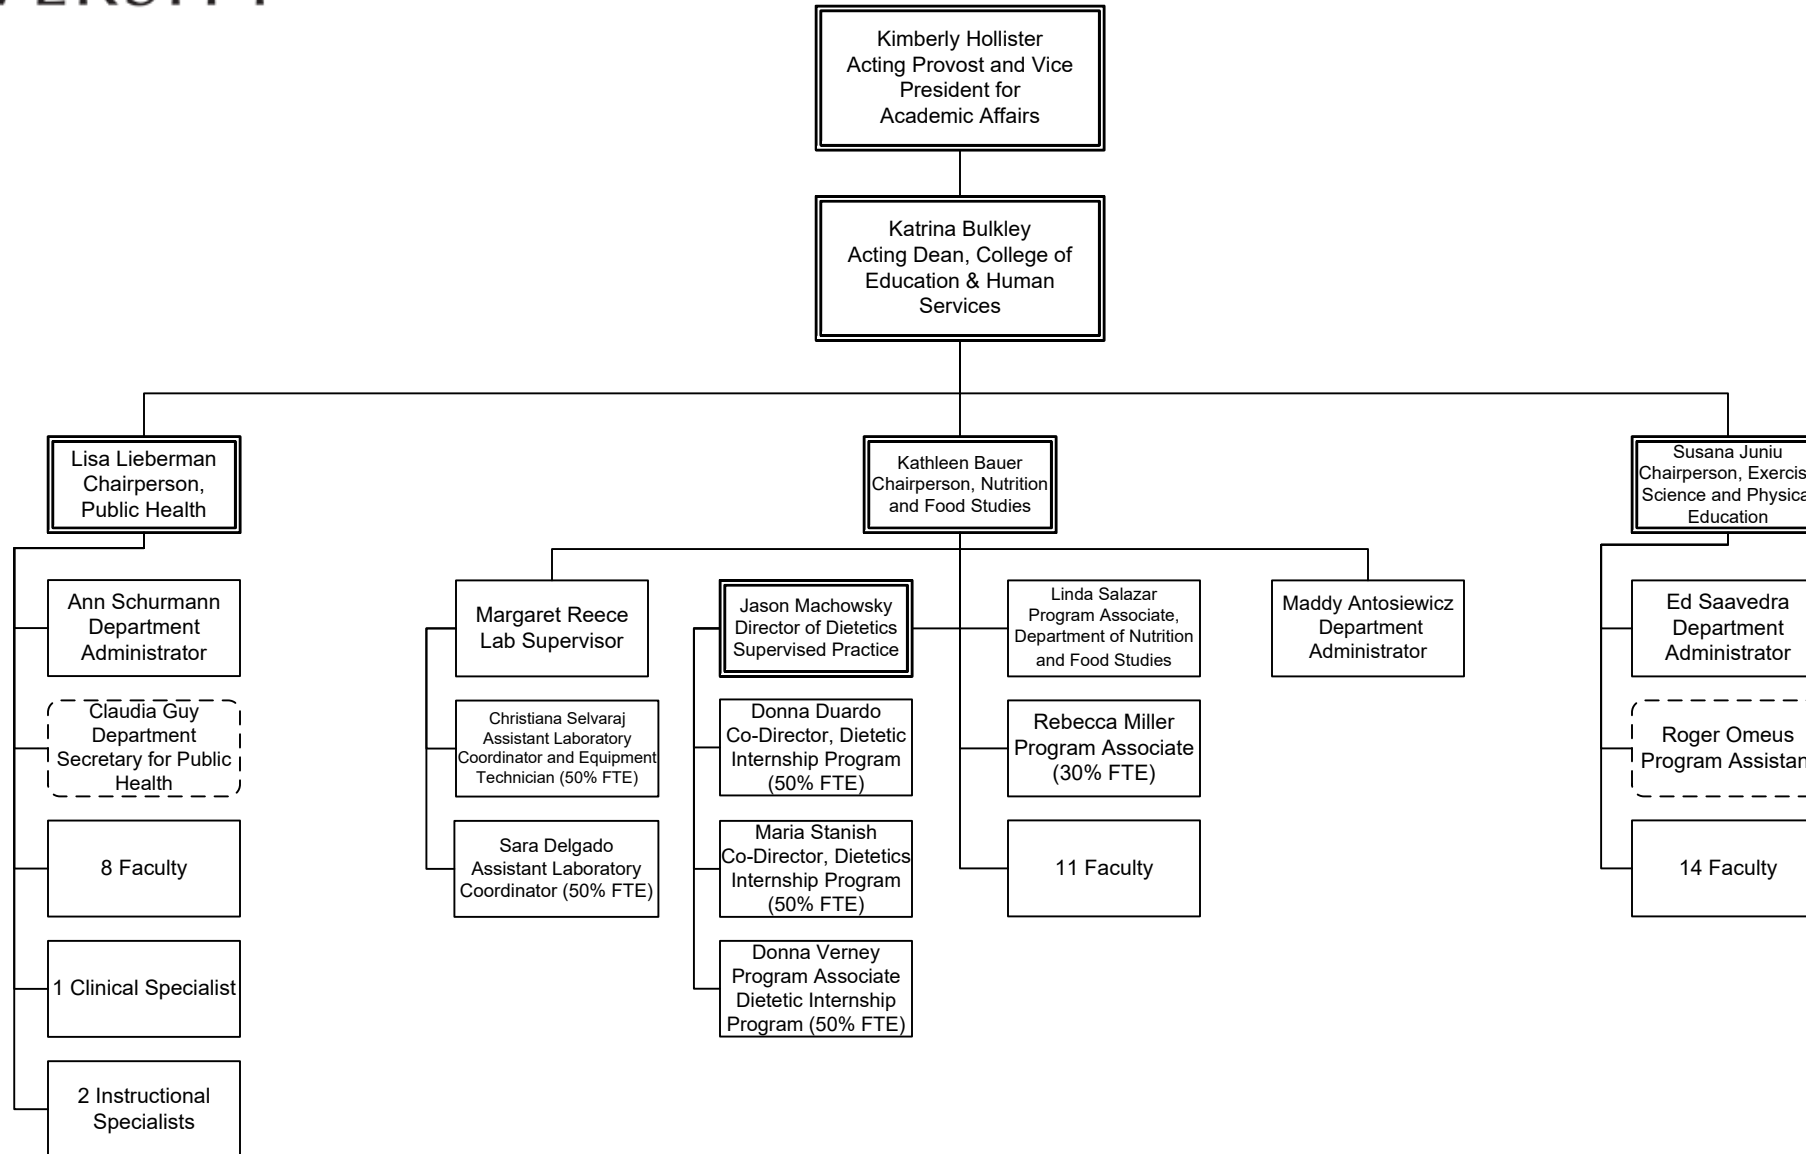 Kimberly Hollister
Acting Provost and Vice
President for
Academic Affairs
Katrina Bulkley
Acting Dean, College of
Education & Human
Services
Lisa Lieberman
Chairperson,
Public Health
Kathleen Bauer
Chairperson, Nutrition
and Food Studies
Susana Juniu
Chairperson,
Science and
Education
Ann Schurmann
Department
Administrator
Claudia Guy
Department
Secretary for Public
Health
8 Faculty
1 Clinical Specialist
2 Instructional
Specialists
Margaret Reece
Lab Supervisor
Christiana Selvaraj
Assistant Laboratory
Coordinator and Equipment
Technician (50% FTE)
Sara Delgado
Assistant Laboratory
Coordinator (50% FTE)
Jason Machowsky
Director of Dietetics
Supervised Practice
Donna Duardo
Co-Director, Dietetic
Internship Program
(50% FTE)
Maria Stanish
Co-Director, Dietetics
Internship Program
(50% FTE)
Donna Verney
Program Associate
Dietetic Internship
Program (50% FTE)
Linda Salazar
Program Associate,
Department of Nutrition
and Food Studies
Rebecca Miller
Program Associate
(30% FTE)
11 Faculty
Maddy Antosiewicz
Department
Administrator
Ed Saavedra
Department
Administrator
Roger Omeus
Program
14 Faculty